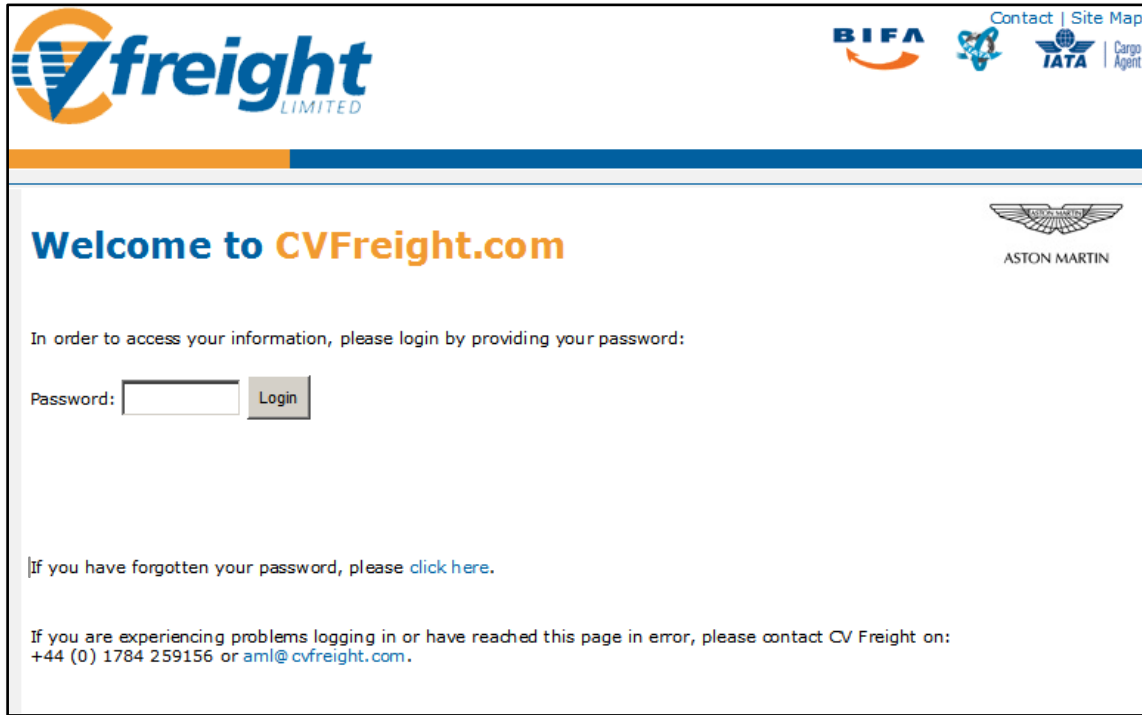 Contact | Site Map
CV freight
LIMITED
BIFA
IATA
Cargo
Agent
ASTON MARTIN
ASTON MARTIN
Welcome to CVFreight.com
In order to access your information, please login by providing your password:
Password:
Login
If you have forgotten your password, please click here.
If you are experiencing problems logging in or have reached this page in error, please contact CV Freight on:
+44 (0) 1784 259156 or aml@cvfreight.com.